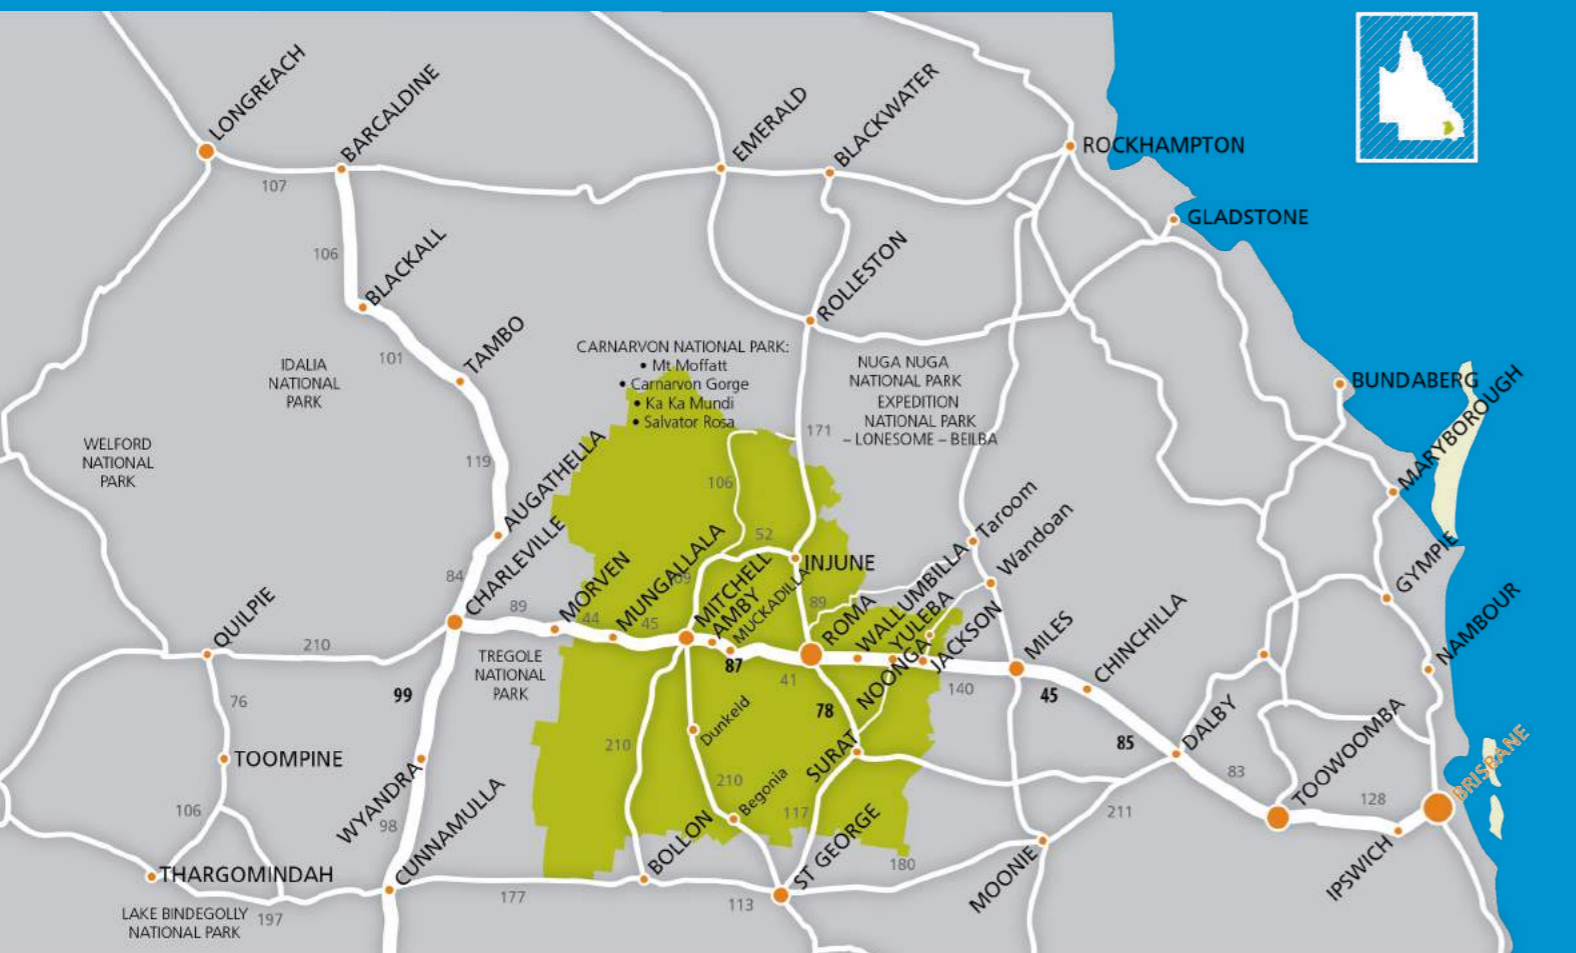 LONGREACH
BARCALDINE
EMERALD
BLACKWATER
ROCKHAMPTON
107
GLADSTONE
106
BLACKALL
ROLLESTON
101
TAMBO
IDALIA
NATIONAL
PARK
CARNARVON NATIONAL PARK:
• Mt Moffatt
• Carnarvon Gorge
• Ka Ka Mundi
• Salvator Rosa
NUGA NUGA
NATIONAL PARK
EXPEDITION
NATIONAL PARK
– LONESOME – BEILBA
171
BUNDABERG
MARYBOROUGH
WELFORD
NATIONAL
PARK
119
AUGATHELLA
106
52
INJUNE
Taroom
Wandoan
GYMPIE
84
CHARLEVILLE
89
MORVEN
44
MUNGALLALA
45
109
MITCHELL
AMBY
MUCKADILLA
87
89
ROMA
41
WALLUMBILLA
YULEBA
NOONGA
JACKSON
140
MILES
45
CHINCHILLA
NAMBOUR
QUILPIE
210
TREGOLE
NATIONAL
PARK
99
76
78
Dunkeld
210
SURAT
85
DALBY
83
TOOWOOMBA
128
BRISBANE
TOOMPINE
WYANDRA
210
Begonia
117
106
98
CUNNAMULLA
BOLLON
ST GEORGE
180
MOONIE
211
IPSWICH
THARGOMINDAH
LAKE BINDEGOLLY
NATIONAL PARK
197
177
113